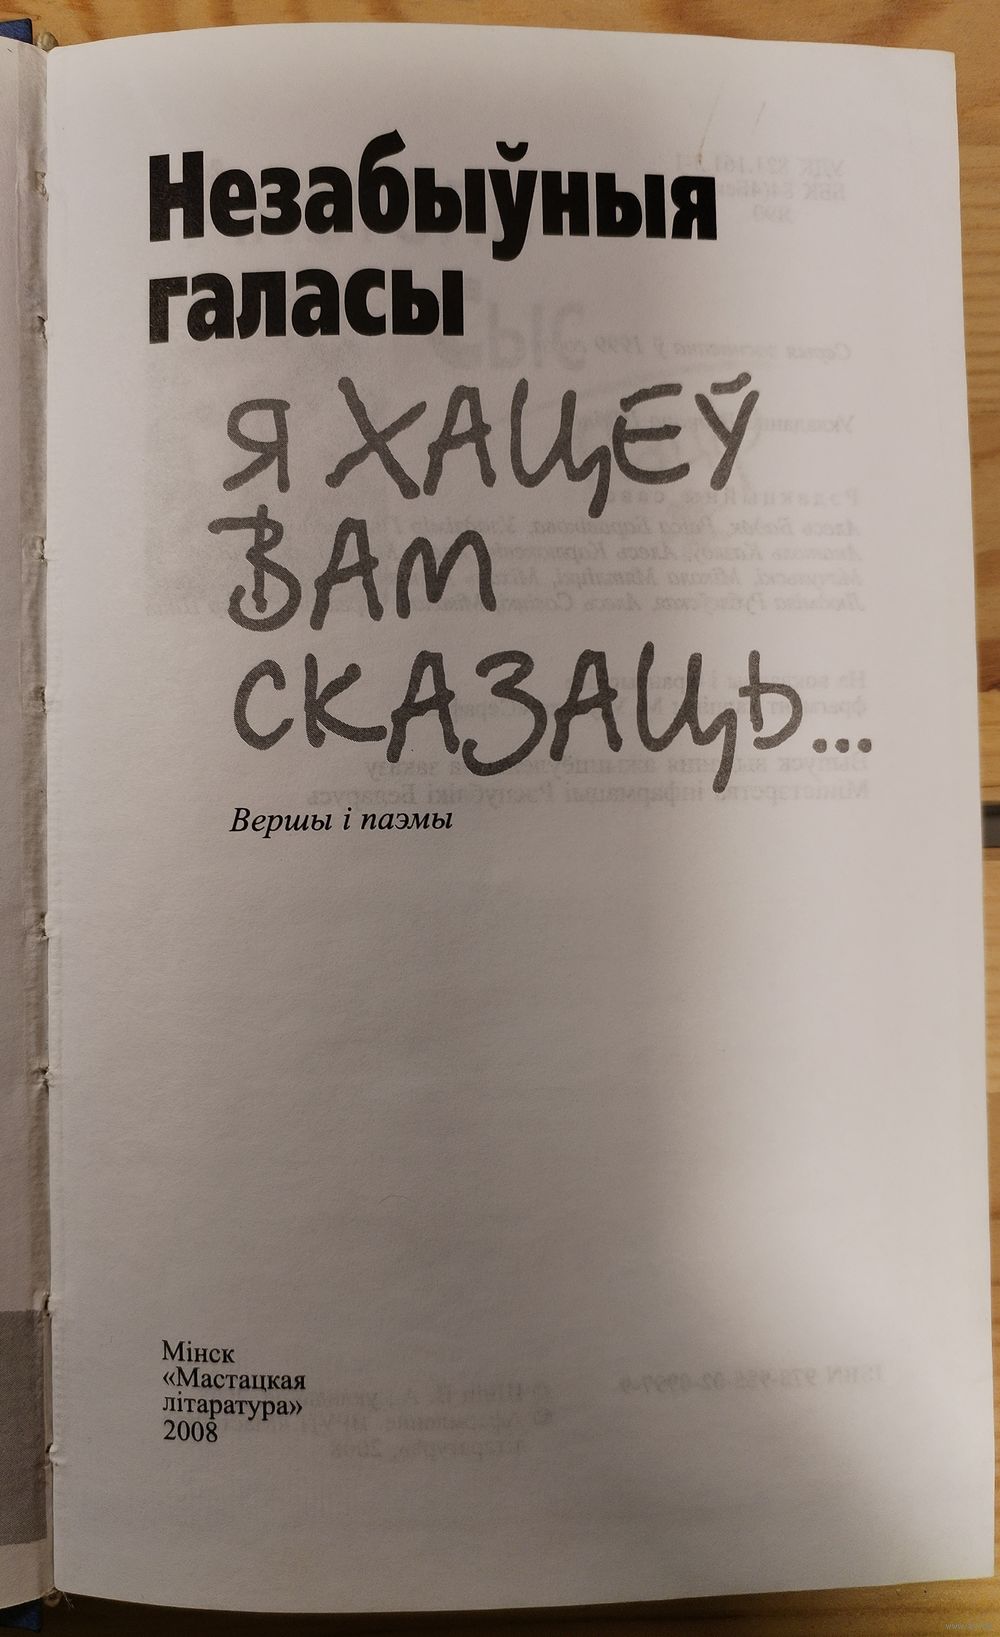 Незабыўныя
галасы
Я ХАЦЕЎ
ВАМ
СКАЗАЦЬ...
Вершы і паэмы
Мінск
«Мастацкая
літаратура»
2008